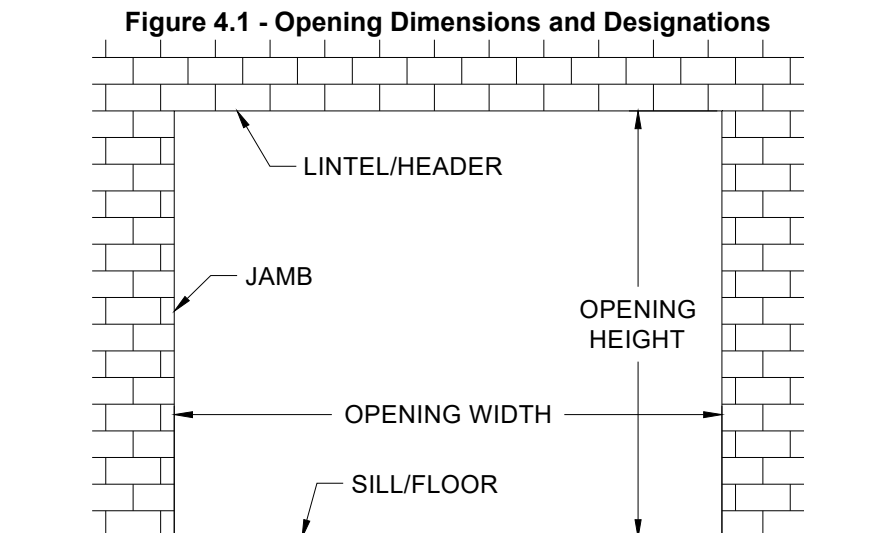 Figure 4.1 - Opening Dimensions and Designations
LINTEL/HEADER
JAMB
OPENING
HEIGHT
OPENING WIDTH
SILL/FLOOR